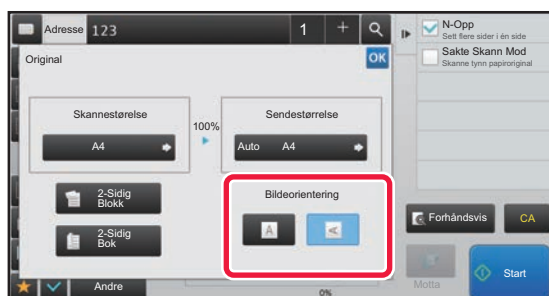 Adresse 123 1 +
OK
Original
Skannestørelse
A4
100%
Sendestørrelse
Auto A4
2-Sidig
Blokk
2-Sidig
Bok
Bildeorientering
A
A
Andre
0%
N-Opp
Sett flere sider i én side
Sakte Skann Mod
Skanne tynn papiroriginal
Forhåndsvis
CA
Motta
Start